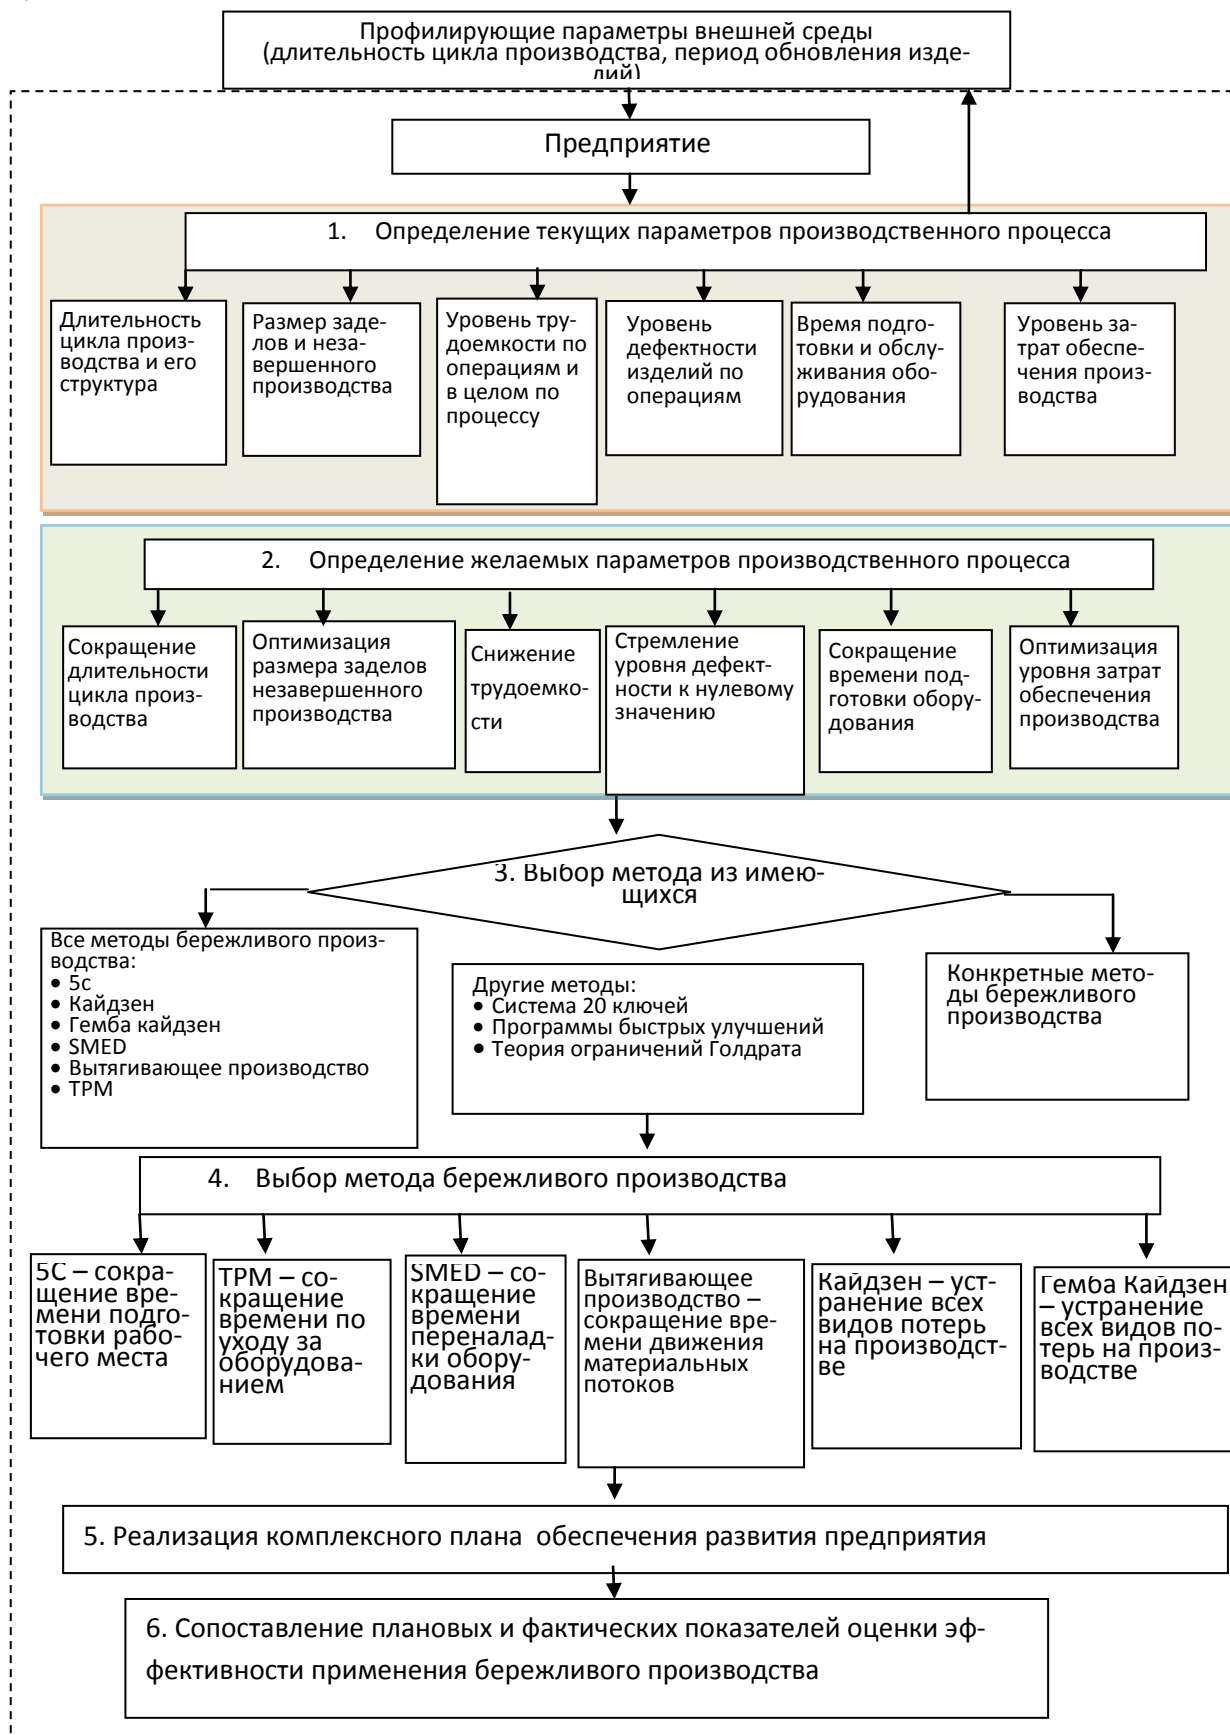 Профилирующие параметры внешней среды
(длительность цикла производства, период обновления изде-
лий)
Предприятие
1. Определение текущих параметров производственного процесса
Длительность
цикла произ-
водства и его
структура
Размер заде-
лов и неза-
вершенного
производства
Уровень тру-
доемкости по
операциям и
в целом по
процессу
Уровень
дефектности
изделий по
операциям
Время подго-
товки и обслу-
живания обо-
рудования
Уровень за-
трат обеспе-
чения произ-
водства
2. Определение желаемых параметров производственного процесса
Сокращение
длительности
цикла произ-
водства
Оптимизация
размера заделов
незавершенного
производства
Снижение
трудоемко-
сти
Стремление
уровня дефект-
ности к нулевому
значению
Сокращение
времени под-
готовки обору-
дования
Оптимизация
уровня затрат
обеспечения
производства
3. Выбор метода из имею-
щихся
Все методы бережливого произ-
водства:
• 5с
• Кайдзен
• Гемба кайдзен
• SMED
• Вытягивающее производство
• ТРМ
Другие методы:
• Система 20 ключей
• Программы быстрых улучшений
• Теория ограничений Голдрата
Конкретные мето-
ды бережливого
производства
4. Выбор метода бережливого производства
5С – сокра-
щение вре-
мени подго-
товки рабо-
чего места
ТРМ – со-
кращение
времени по
уходу за
оборудова-
нием
SMED – со-
кращение
времени
переналад-
ки обору-
дования
Вытягивающее
производство –
сокращение вре-
мени движения
материальных
потоков
Кайдзен – уст-
ранение всех
видов потерь
на производст-
ве
Гемба Кайдзен
– устранение
всех видов по-
терь на произ-
водстве
5. Реализация комплексного плана обеспечения развития предприятия
6. Сопоставление плановых и фактических показателей оценки эф-
фективности применения бережливого производства